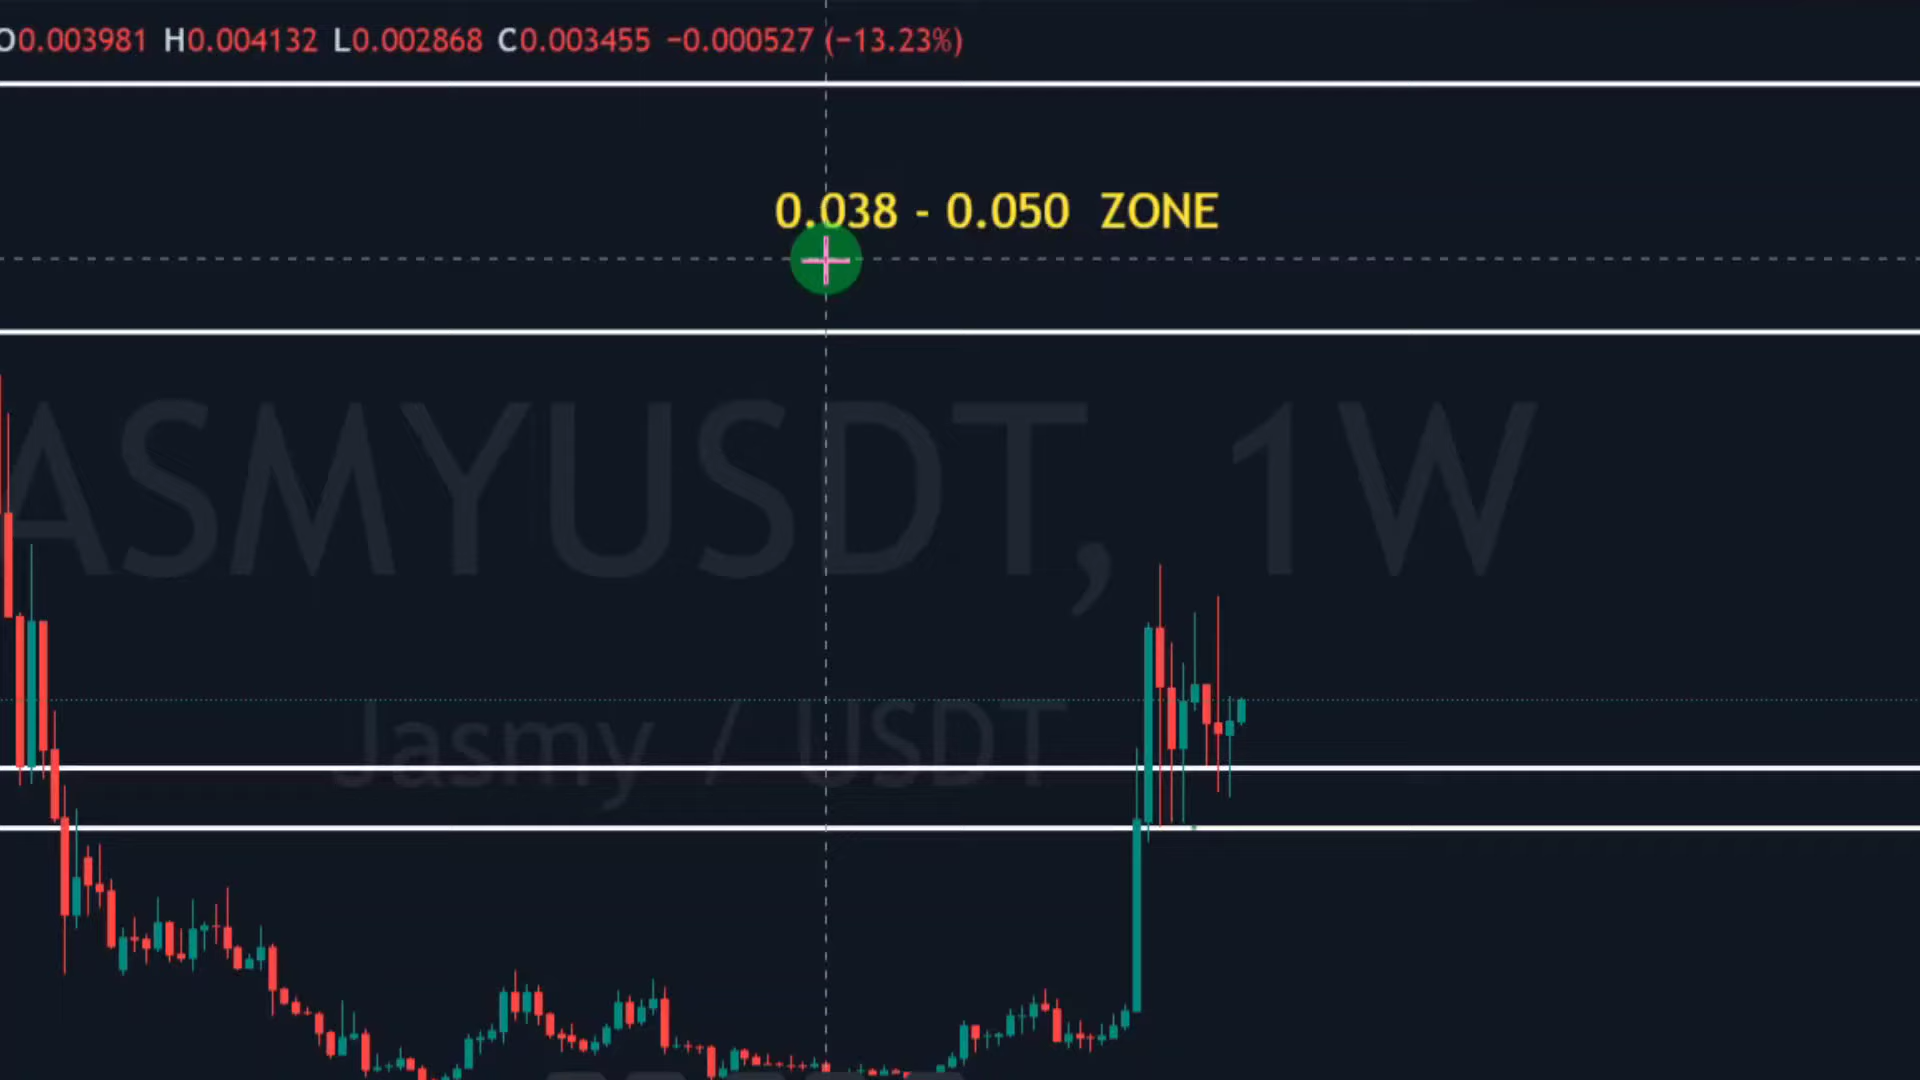 O0.003981 H0.004132 L0.002868 C0.003455 −0.000527 (−13.23%)
0.038 - 0.050 ZONE
ASMYUSDT, 1W
Jasmy / USDT